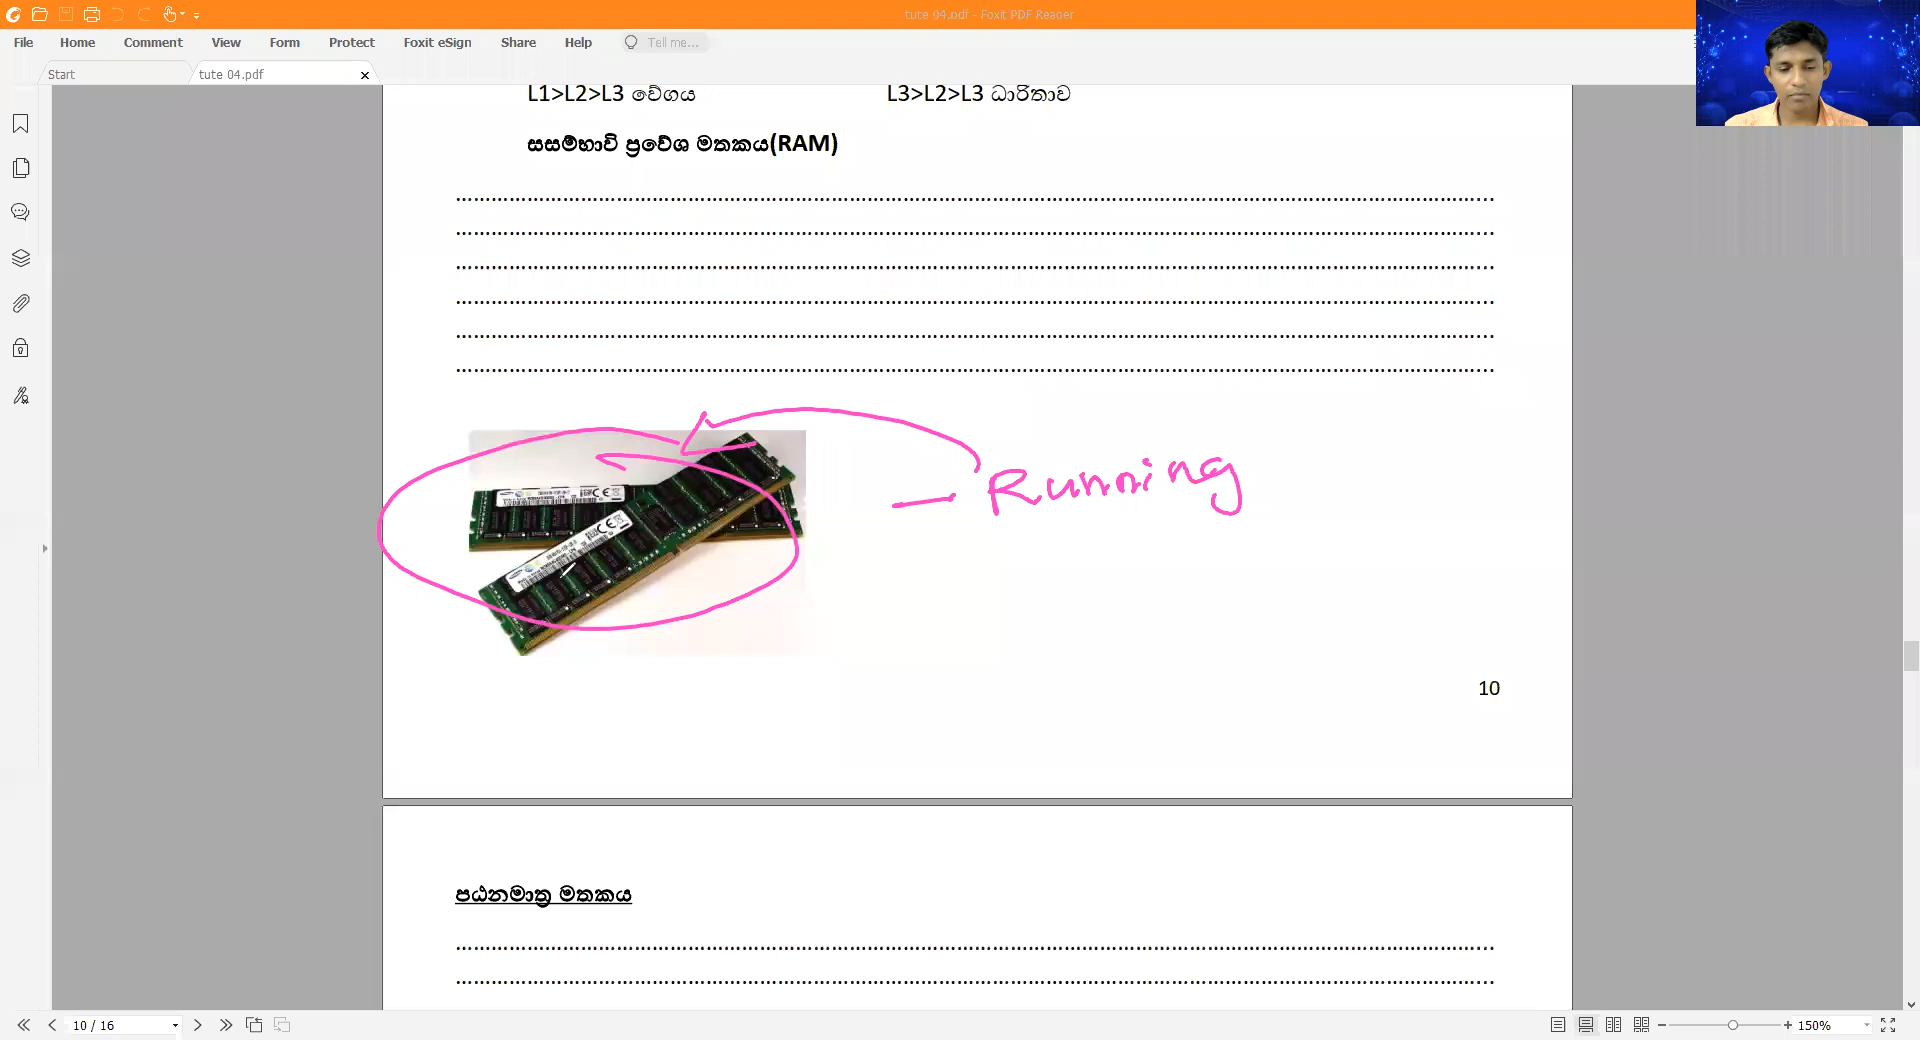 tute 04.pdf - Foxit PDF Reader
File Home Comment View Form Protect Foxit eSign Share Help Tell me...
Start tute 04.pdf
L1>L2>L3 වේගය L3>L2>L3 ධාරිතාව
සසම්භාවි ප්‍රවේශ මතකය(RAM)
Running
10
පඨනමාත්‍ර මතකය
10 / 16 150%